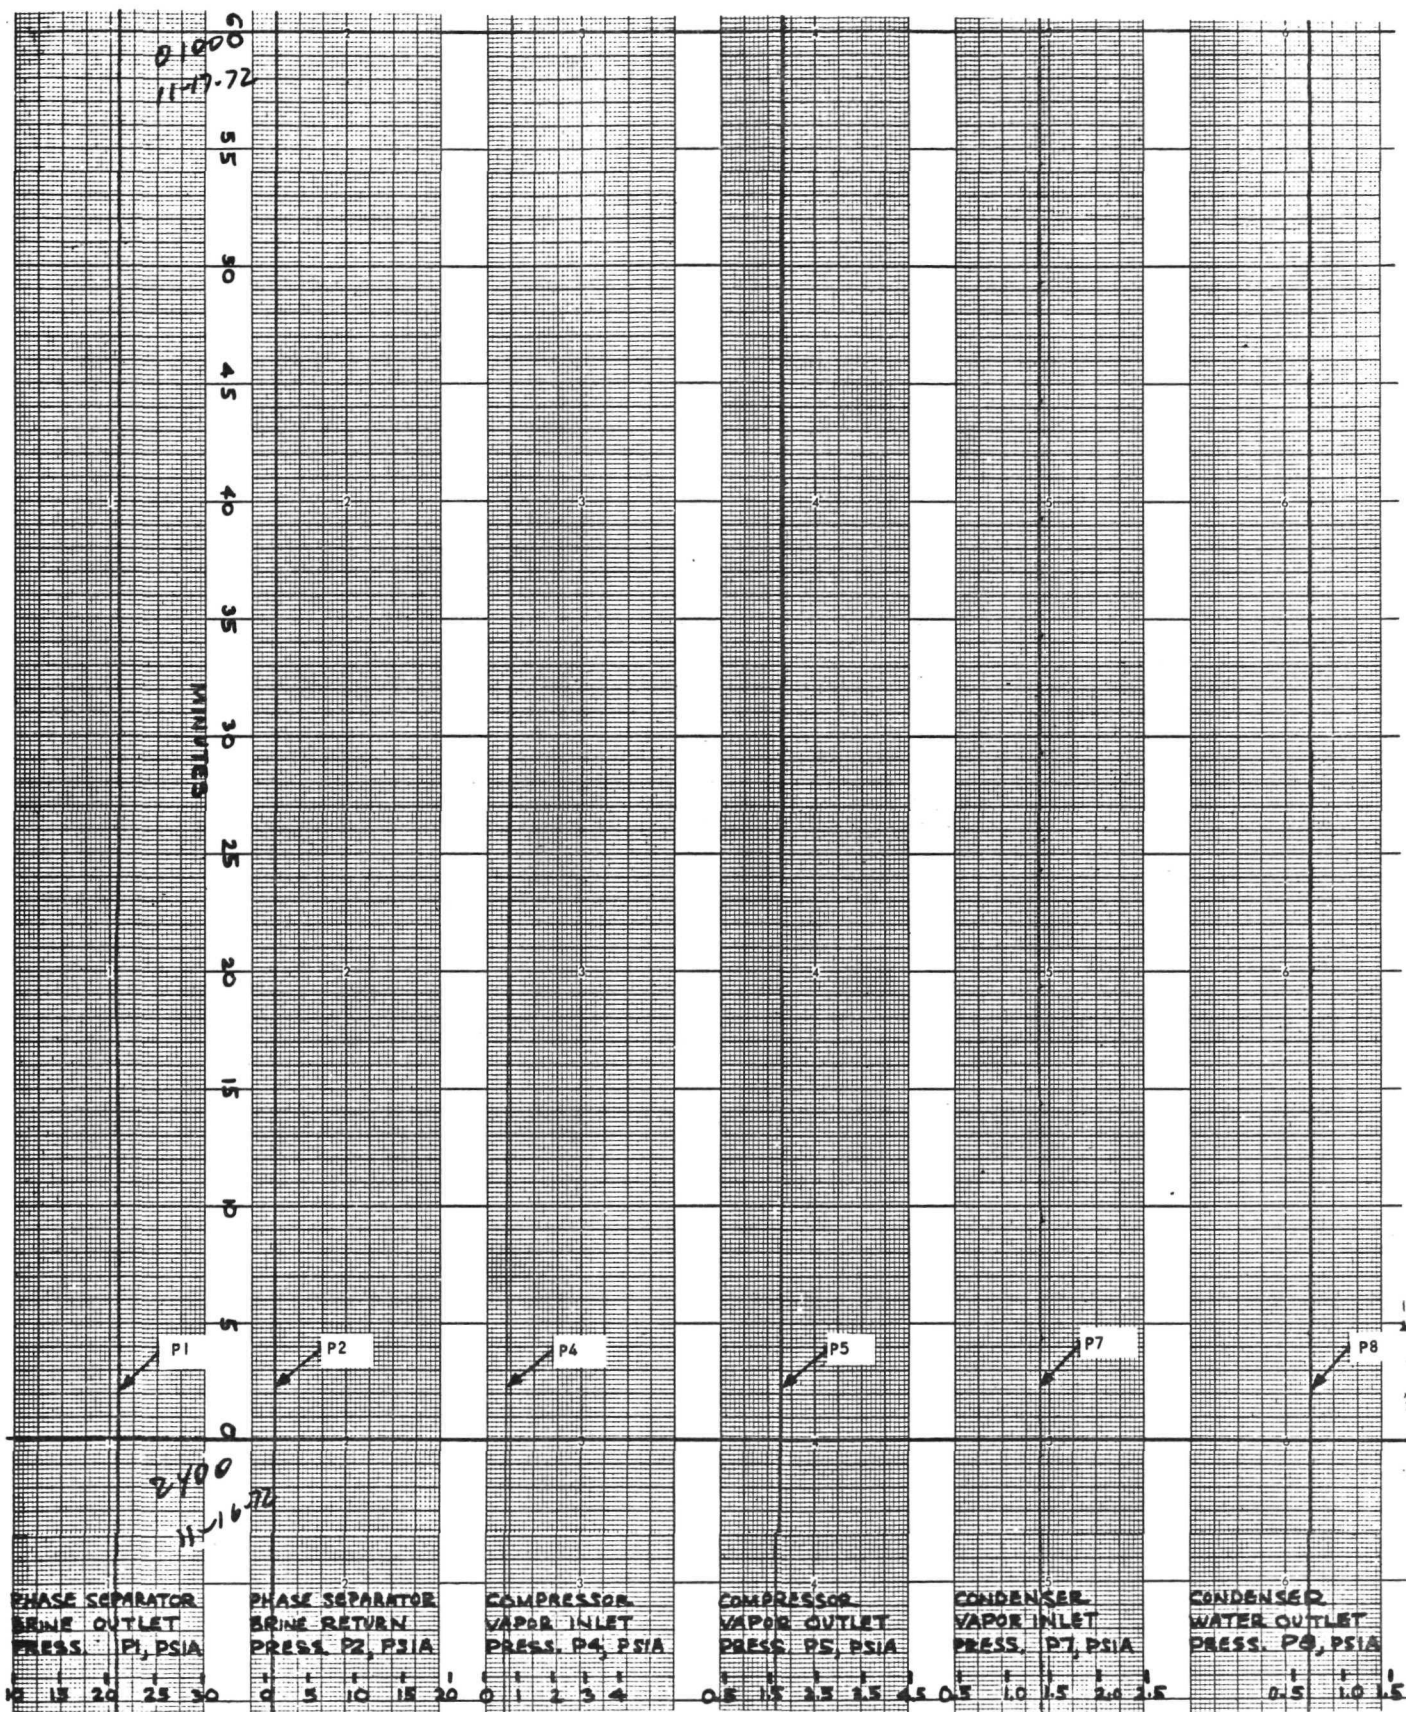 60
01000
11-17-72
55
50
45
40
35
MINUTES
30
25
20
15
10
5
P1
P2
P4
P5
P7
P8
0
2400
11-16-72
PHASE SEPARATOR
BRINE OUTLET
PRESS. P1, PSIA
10 15 20 25 30
PHASE SEPARATOR
BRINE RETURN
PRESS. P2, PSIA
0 5 10 15 20
COMPRESSOR
VAPOR INLET
PRESS. P4, PSIA
0 1 2 3 4
COMPRESSOR
VAPOR OUTLET
PRESS. P5, PSIA
0.5 1.5 2.5 3.5 4.5
CONDENSER
VAPOR INLET
PRESS. P7, PSIA
0.5 1.0 1.5 2.0 2.5
CONDENSER
WATER OUTLET
PRESS. P8, PSIA
0.5 1.0 1.5